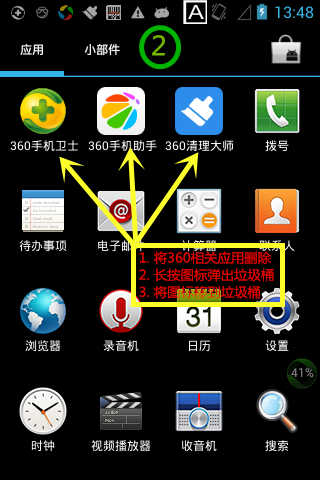 A
13:48
应用
小部件
2
360手机卫士
360手机助手
360清理大师
拨号
待办事项
电子邮件
计算器
联系人
1. 将360相关应用删除
2. 长按图标弹出垃圾桶
3. 将图标移到垃圾桶
31
浏览器
录音机
日历
设置
41%
时钟
视频播放器
收音机
搜索